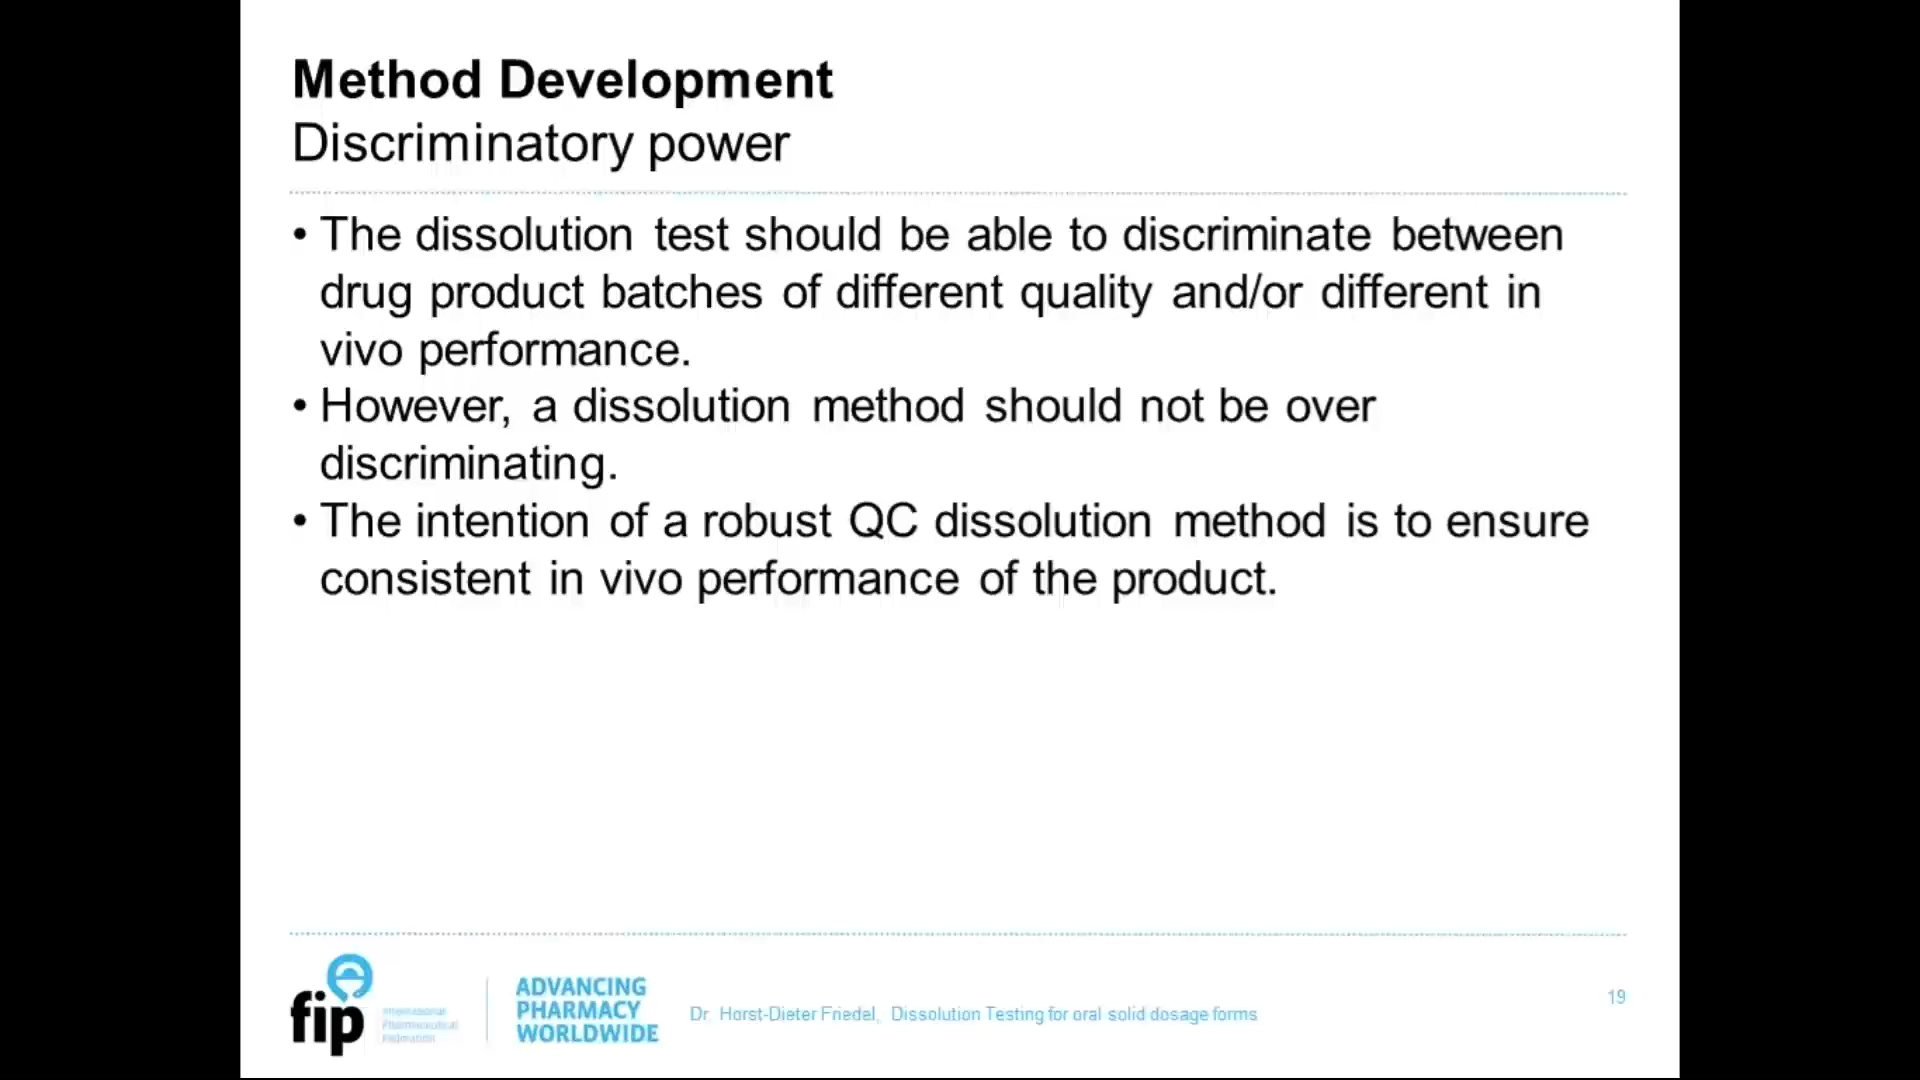 Method Development
Discriminatory power
• The dissolution test should be able to discriminate between
drug product batches of different quality and/or different in
vivo performance.
• However, a dissolution method should not be over
discriminating.
• The intention of a robust QC dissolution method is to ensure
consistent in vivo performance of the product.
fip
International
Pharmaceutical
Federation
ADVANCING
PHARMACY
WORLDWIDE
Dr. Horst-Dieter Friedel, Dissolution Testing for oral solid dosage forms
19